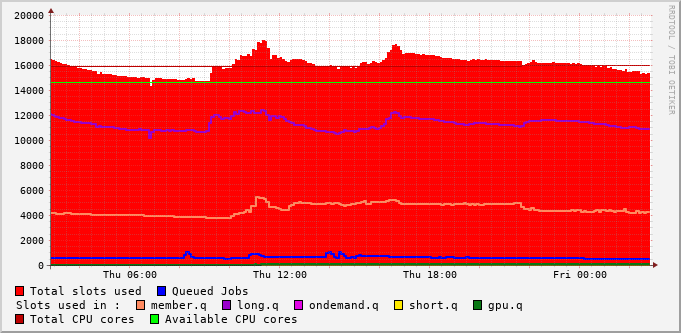 20000
18000
16000
14000
12000
10000
8000
6000
4000
2000
0
Thu 06:00 Thu 12:00 Thu 18:00 Fri 00:00
RRDTOOL / TOBI OETIKER
Total slots used Queued Jobs
Slots used in : member.q long.q ondemand.q short.q gpu.q
Total CPU cores Available CPU cores